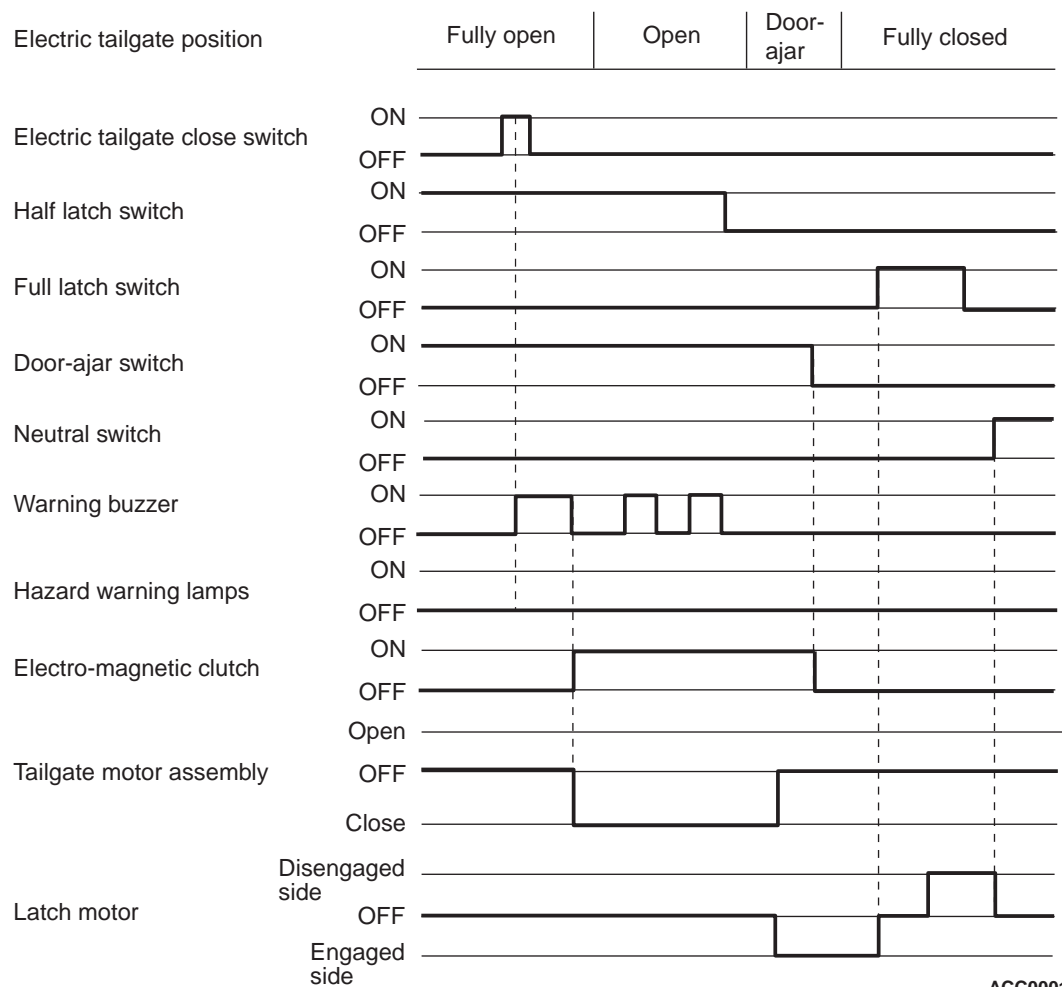 Electric tailgate position
Fully open
Open
Door-
ajar
Fully closed
Electric tailgate close switch
ON
OFF
Half latch switch
ON
OFF
Full latch switch
ON
OFF
Door-ajar switch
ON
OFF
Neutral switch
ON
OFF
Warning buzzer
ON
OFF
Hazard warning lamps
ON
OFF
Electro-magnetic clutch
ON
OFF
Tailgate motor assembly
Open
OFF
Close
Latch motor
Disengaged
side
OFF
Engaged
side